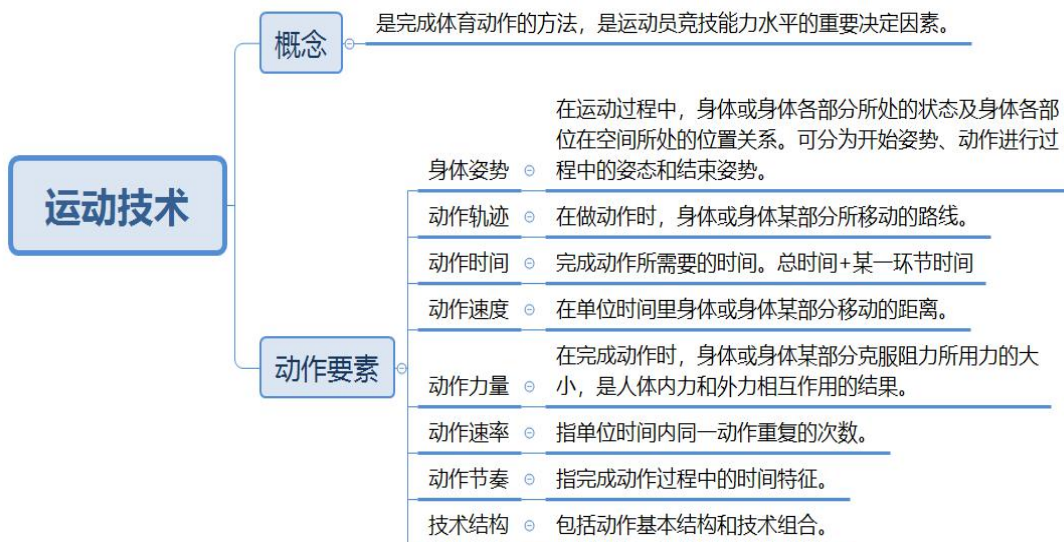 运动技术
概念
是完成体育动作的方法，是运动员竞技能力水平的重要决定因素。
动作要素
身体姿势
在运动过程中，身体或身体各部分所处的状态及身体各部
位在空间所处的位置关系。可分为开始姿势、动作进行过
程中的姿态和结束姿势。
动作轨迹
在做动作时，身体或身体某部分所移动的路线。
动作时间
完成动作所需要的时间。总时间+某一环节时间
动作速度
在单位时间里身体或身体某部分移动的距离。
动作力量
在完成动作时，身体或身体某部分克服阻力所用力的大
小，是人体内力和外力相互作用的结果。
动作速率
指单位时间内同一动作重复的次数。
动作节奏
指完成动作过程中的时间特征。
技术结构
包括动作基本结构和技术组合。